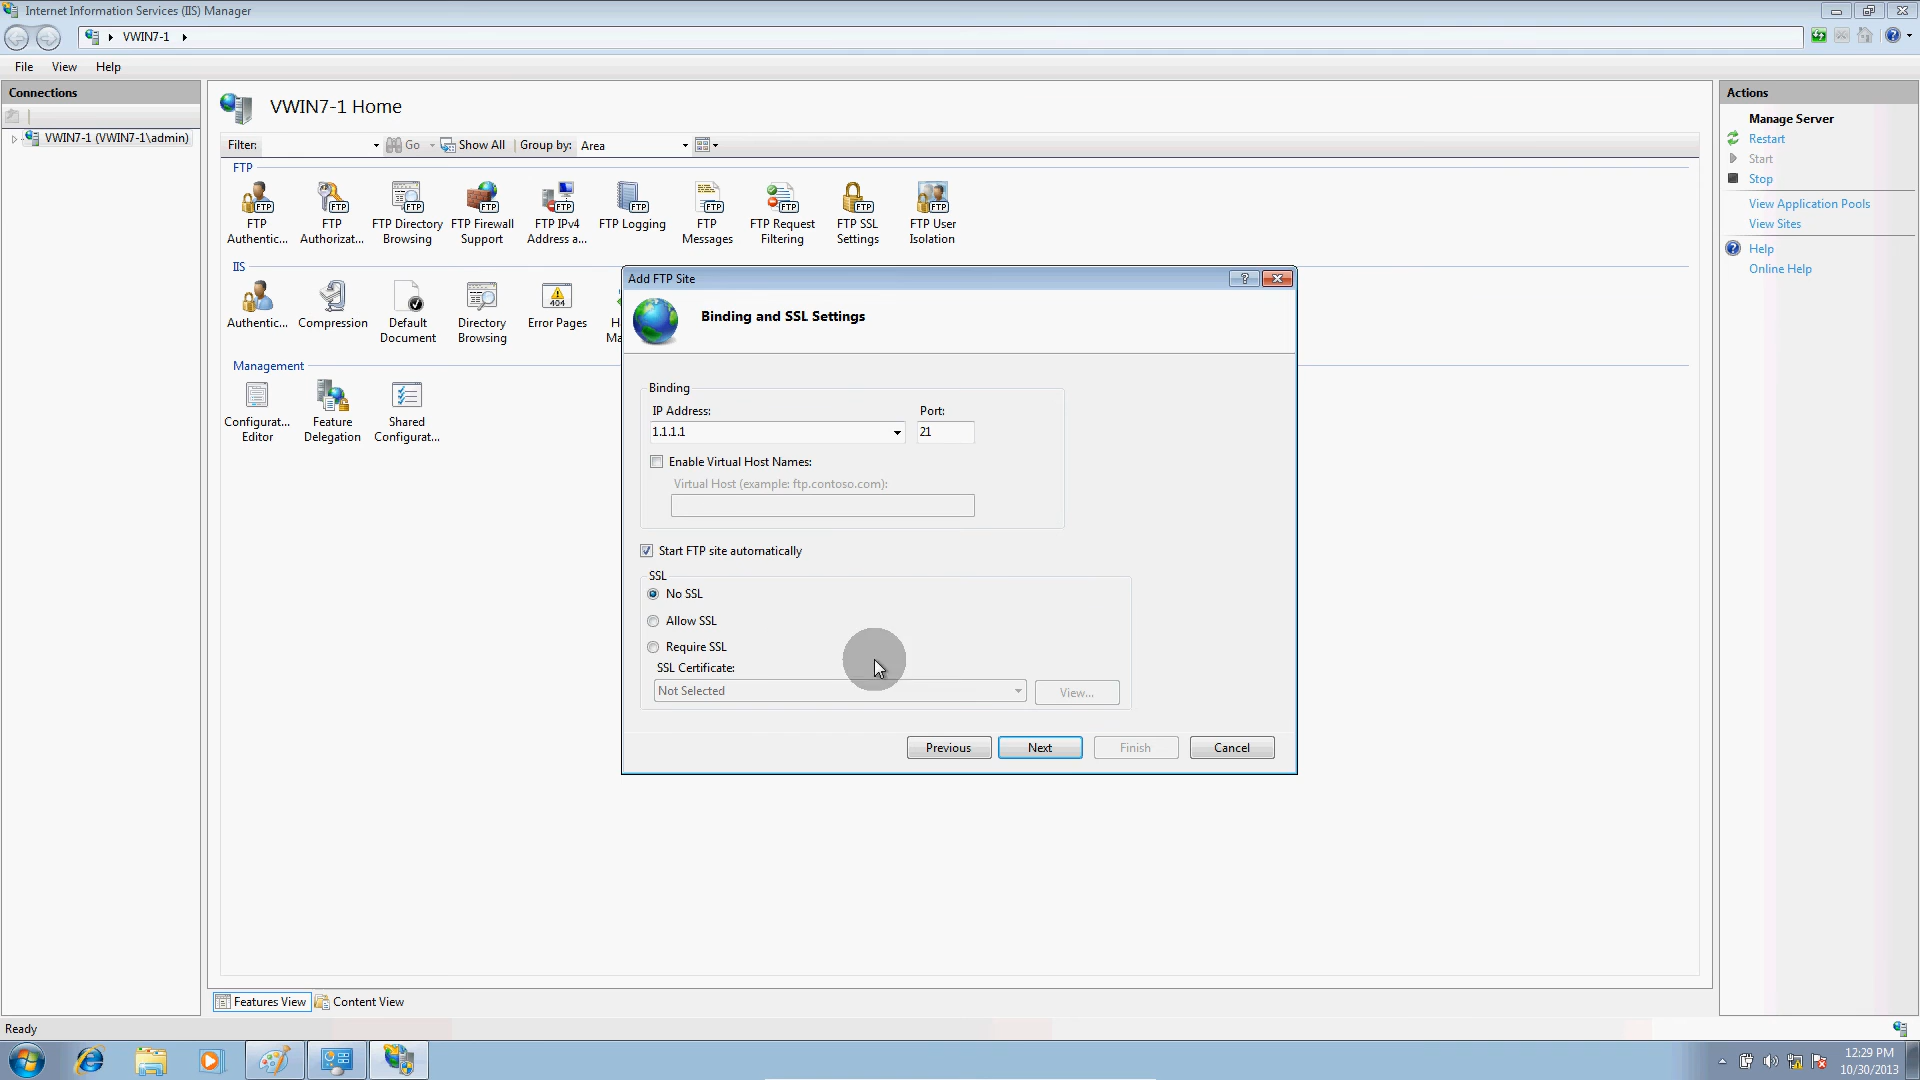 Internet Information Services (IIS) Manager
VWIN7-1
File View Help
Connections
VWIN7-1 (VWIN7-1\admin)
VWIN7-1 Home
Filter: Go Show All Group by: Area
FTP
FTP Authentic...
FTP Authorizat...
FTP Directory Browsing
FTP Firewall Support
FTP IPv4 Address a...
FTP Logging
FTP Messages
FTP Request Filtering
FTP SSL Settings
FTP User Isolation
IIS
Authentic...
Compression
Default Document
Directory Browsing
404
Error Pages
Ha
Ma
Management
Configurat... Editor
Feature Delegation
Shared Configurat...
Add FTP Site
Binding and SSL Settings
Binding
IP Address: Port:
1.1.1.1 21
Enable Virtual Host Names:
Virtual Host (example: ftp.contoso.com):
Start FTP site automatically
SSL
No SSL
Allow SSL
Require SSL
SSL Certificate:
Not Selected View...
Previous Next Finish Cancel
Actions
Manage Server
Restart
Start
Stop
View Application Pools
View Sites
Help
Online Help
Features View Content View
Ready
12:29 PM
10/30/2013